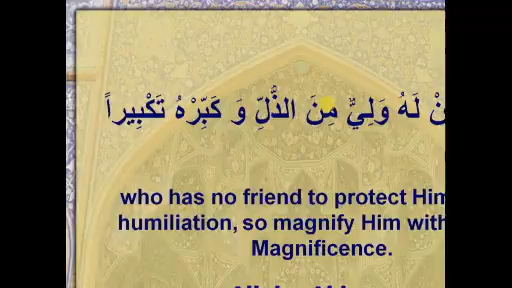 لَهُ وَلِيٌّ مِنَ الذُّلِّ وَ كَبِّرْهُ تَكْبِيراً
who has no friend to protect Him
humiliation, so magnify Him with
Magnificence.